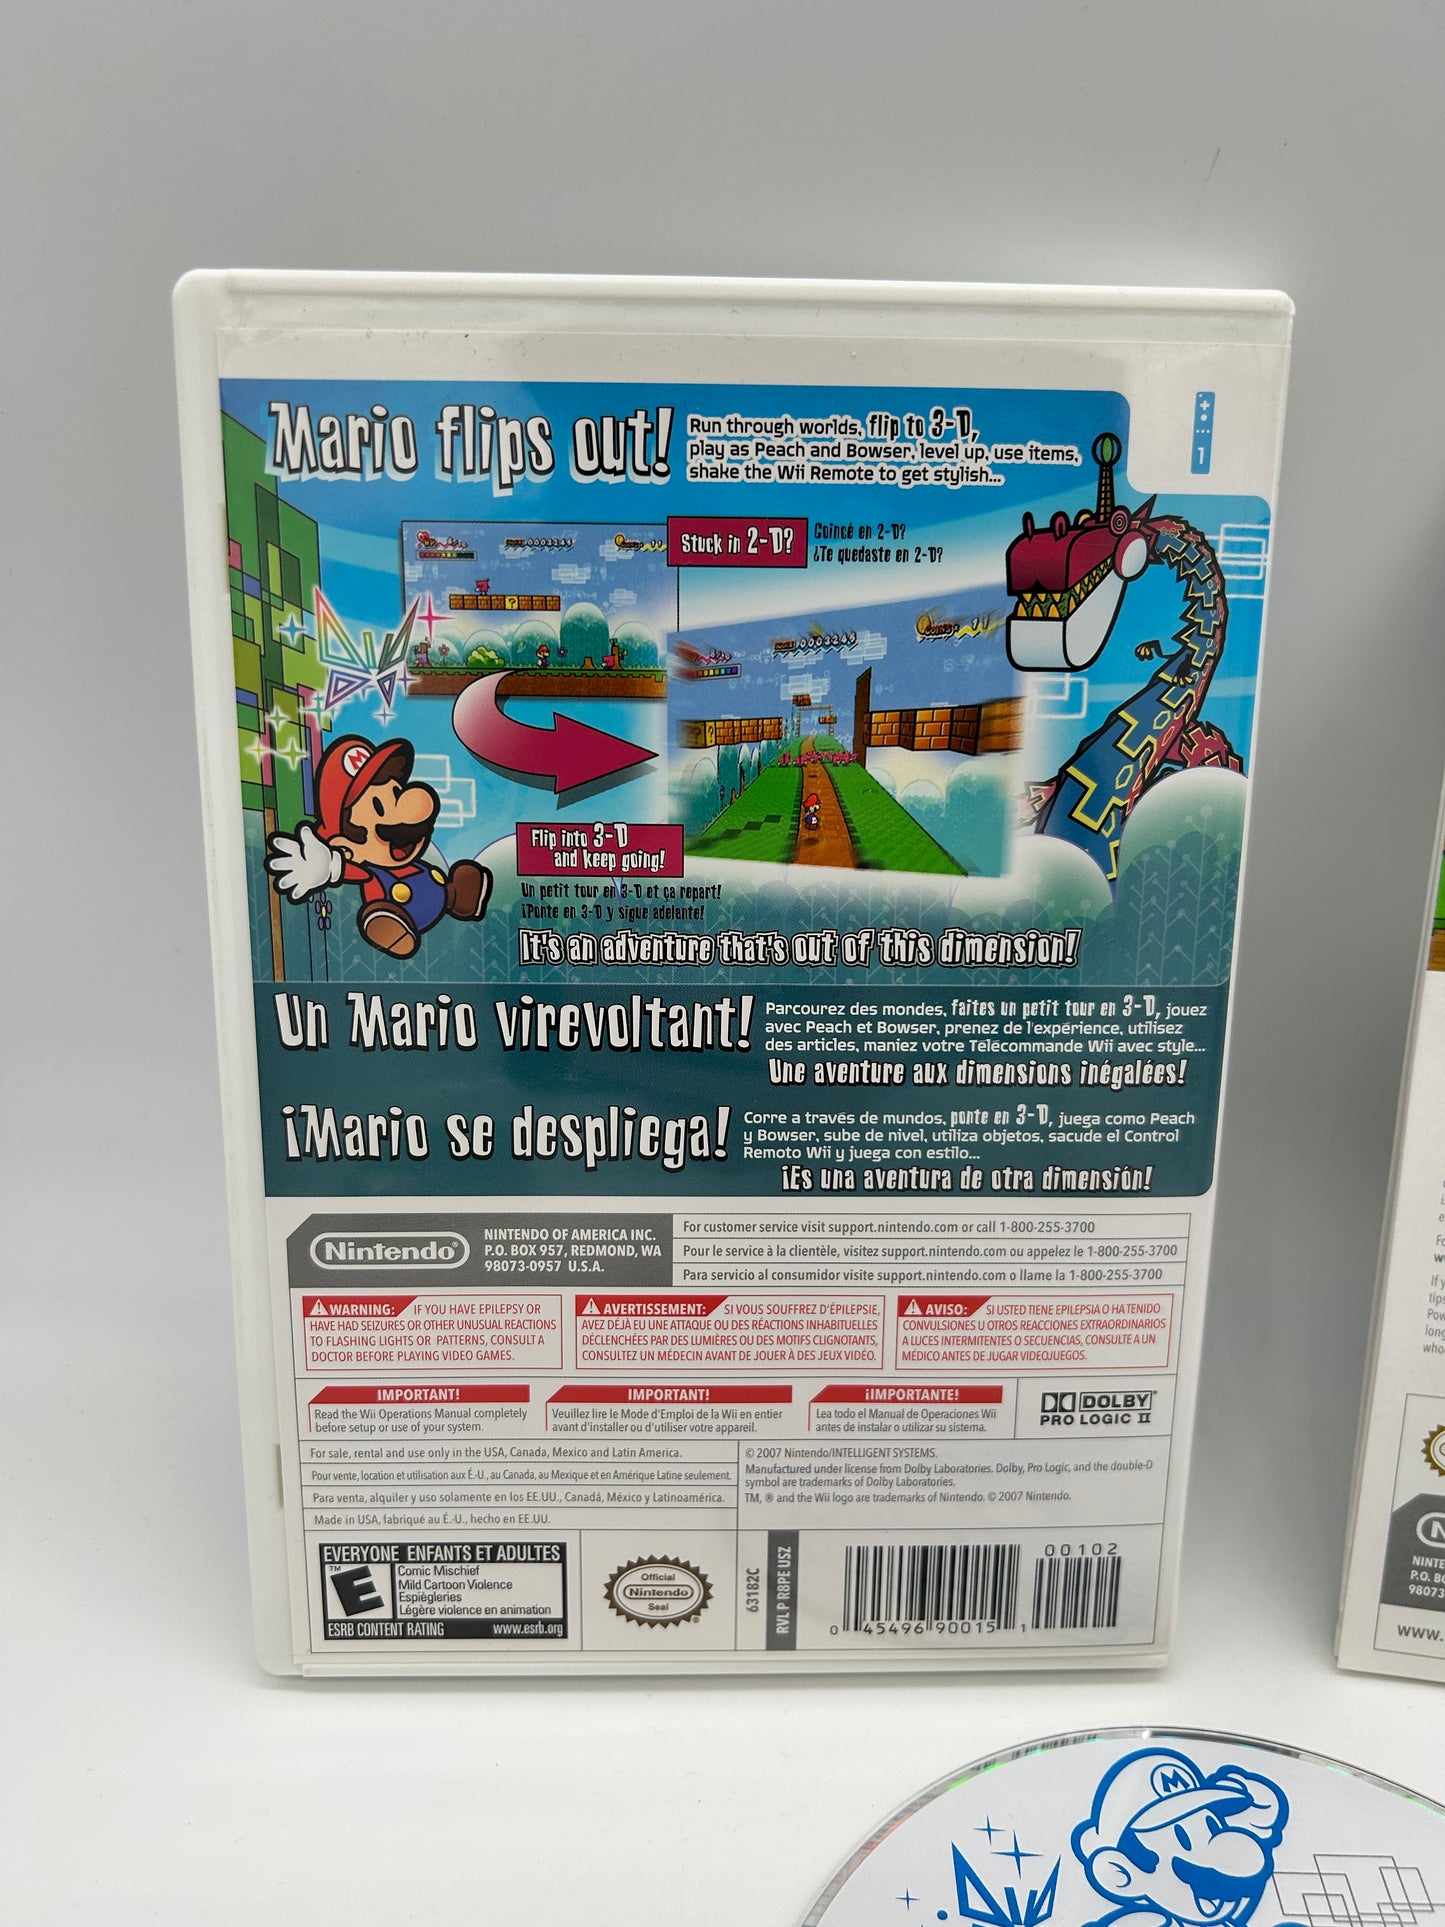 Mario flips out!
Run through worlds, flip to 3-D,
play as Peach and Bowser, level up, use items,
shake the Wii Remote to get stylish...
1
Stuck in 2-D?
Coincé en 2-D?
¿Te quedaste en 2-D?
0003245
0003245
Flip into 3-D
and keep going!
Un petit tour en 3-D et ça repart!
¡Ponte en 3-D y sigue adelante!
It's an adventure that's out of this dimension!
Un Mario virevoltant!
Parcourez des mondes, faites un petit tour en 3-D, jouez
avec Peach et Bowser, prenez de l'expérience, utilisez
des articles, maniez votre Télécommande Wii avec style...
Une aventure aux dimensions inégalées!
¡Mario se despliega!
Corre a través de mundos, ponte en 3-D, juega como Peach
y Bowser, sube de nivel, utiliza objetos, sacude el Control
Remoto Wii y juega con estilo...
¡Es una aventura de otra dimensión!
Nintendo
NINTENDO OF AMERICA INC.
P.O. BOX 957, REDMOND, WA
98073-0957 U.S.A.
For customer service visit support.nintendo.com or call 1-800-255-3700
Pour le service à la clientèle, visitez support.nintendo.com ou appelez le 1-800-255-3700
Para servicio al consumidor visite support.nintendo.com o llame la 1-800-255-3700
WARNING: IF YOU HAVE EPILEPSY OR
HAVE HAD SEIZURES OR OTHER UNUSUAL REACTIONS
TO FLASHING LIGHTS OR PATTERNS, CONSULT A
DOCTOR BEFORE PLAYING VIDEO GAMES.
AVERTISSEMENT: SI VOUS SOUFFREZ D'ÉPILEPSIE,
AVEZ DÉJÀ EU UNE ATTAQUE OU DES RÉACTIONS INHABITUELLES
DÉCLENCHÉES PAR DES LUMIÈRES OU DES MOTIFS CLIGNOTANTS,
CONSULTEZ UN MÉDECIN AVANT DE JOUER À DES JEUX VIDÉO.
AVISO: SI USTED TIENE EPILEPSIA O HA TENIDO
CONVULSIONES U OTROS REACCIONES EXTRAORDINARIOS
A LUCES INTERMITENTES O SECUENCIAS, CONSULTE A UN
MÉDICO ANTES DE JUGAR VIDEOJUEGOS.
IMPORTANT!
Read the Wii Operations Manual completely
before setup or use of your system.
IMPORTANT!
Veuillez lire le Mode d'Emploi de la Wii en entier
avant d'installer ou d'utiliser votre appareil.
¡IMPORTANTE!
Lea todo el Manual de Operaciones Wii
antes de instalar o utilizar su sistema.
DOLBY
PRO LOGIC II
For sale, rental and use only in the USA, Canada, Mexico and Latin America.
Pour vente, location et utilisation aux É.-U., au Canada, au Mexique et en Amérique Latine seulement.
Para venta, alquiler y uso solamente en los EE.UU., Canadá, México y Latinoamérica.
Made in USA, fabriqué au É.-U., hecho en EE.UU.
© 2007 Nintendo/INTELLIGENT SYSTEMS.
Manufactured under license from Dolby Laboratories. Dolby, Pro Logic, and the double-D
symbol are trademarks of Dolby Laboratories.
TM, ® and the Wii logo are trademarks of Nintendo. © 2007 Nintendo.
EVERYONE ENFANTS ET ADULTES
E
Comic Mischief
Mild Cartoon Violence
Espiègleries
Légère violence en animation
ESRB CONTENT RATING www.esrb.org
Official
Nintendo
Seal
63182C
RVL P R8PE USZ
0 45496 90015 1
00102
M
M
NINTE
P.O. B
98073
www.